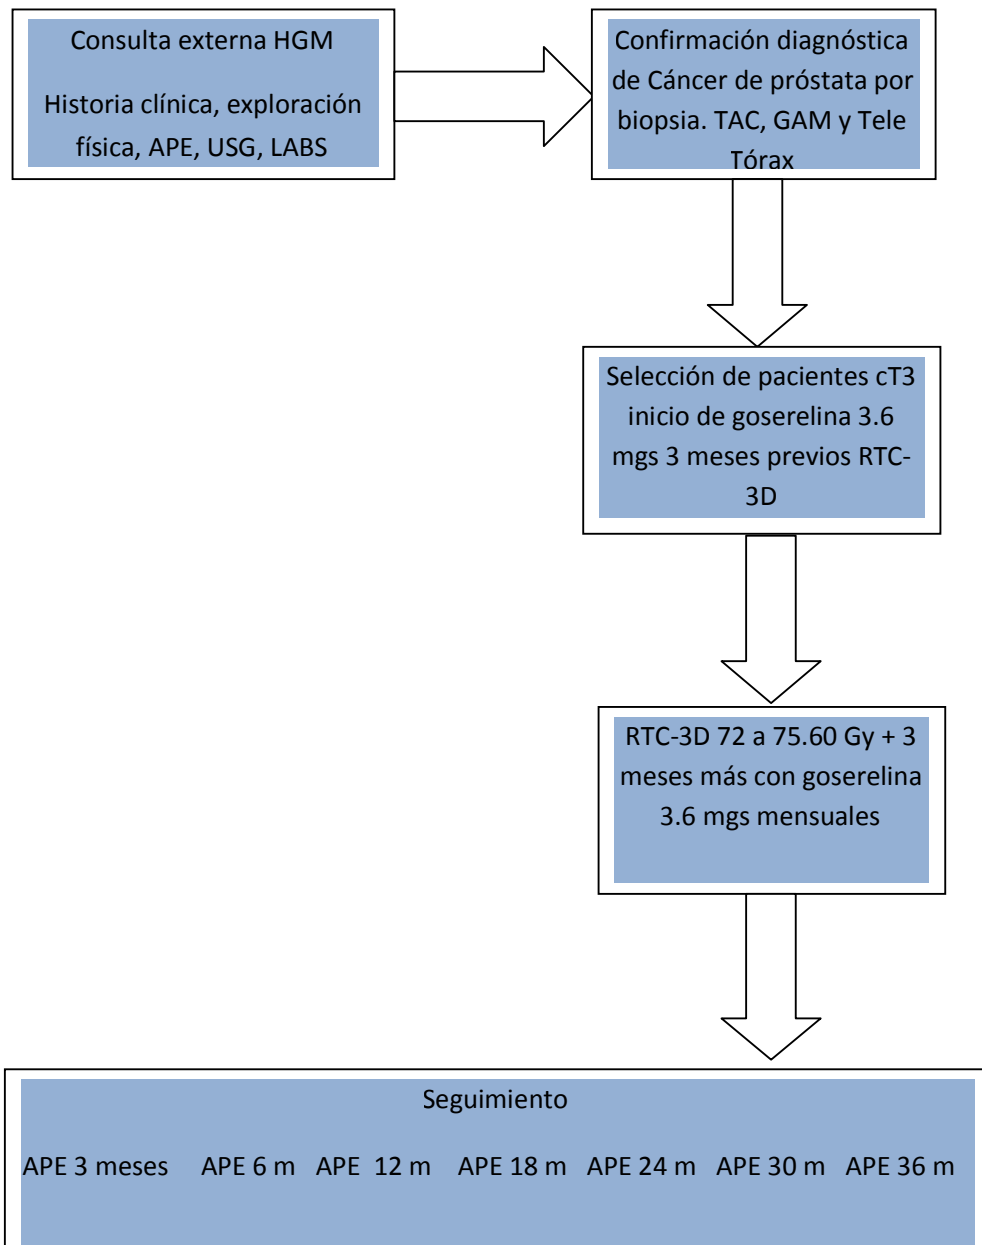 Consulta externa HGM
Historia clínica, exploración
física, APE, USG, LABS
Confirmación diagnóstica
de Cáncer de próstata por
biopsia. TAC, GAM y Tele
Tórax
Selección de pacientes cT3
inicio de goserelina 3.6
mgs 3 meses previos RTC-
3D
RTC-3D 72 a 75.60 Gy + 3
meses más con goserelina
3.6 mgs mensuales
Seguimiento
APE 3 meses APE 6 m APE 12 m APE 18 m APE 24 m APE 30 m APE 36 m